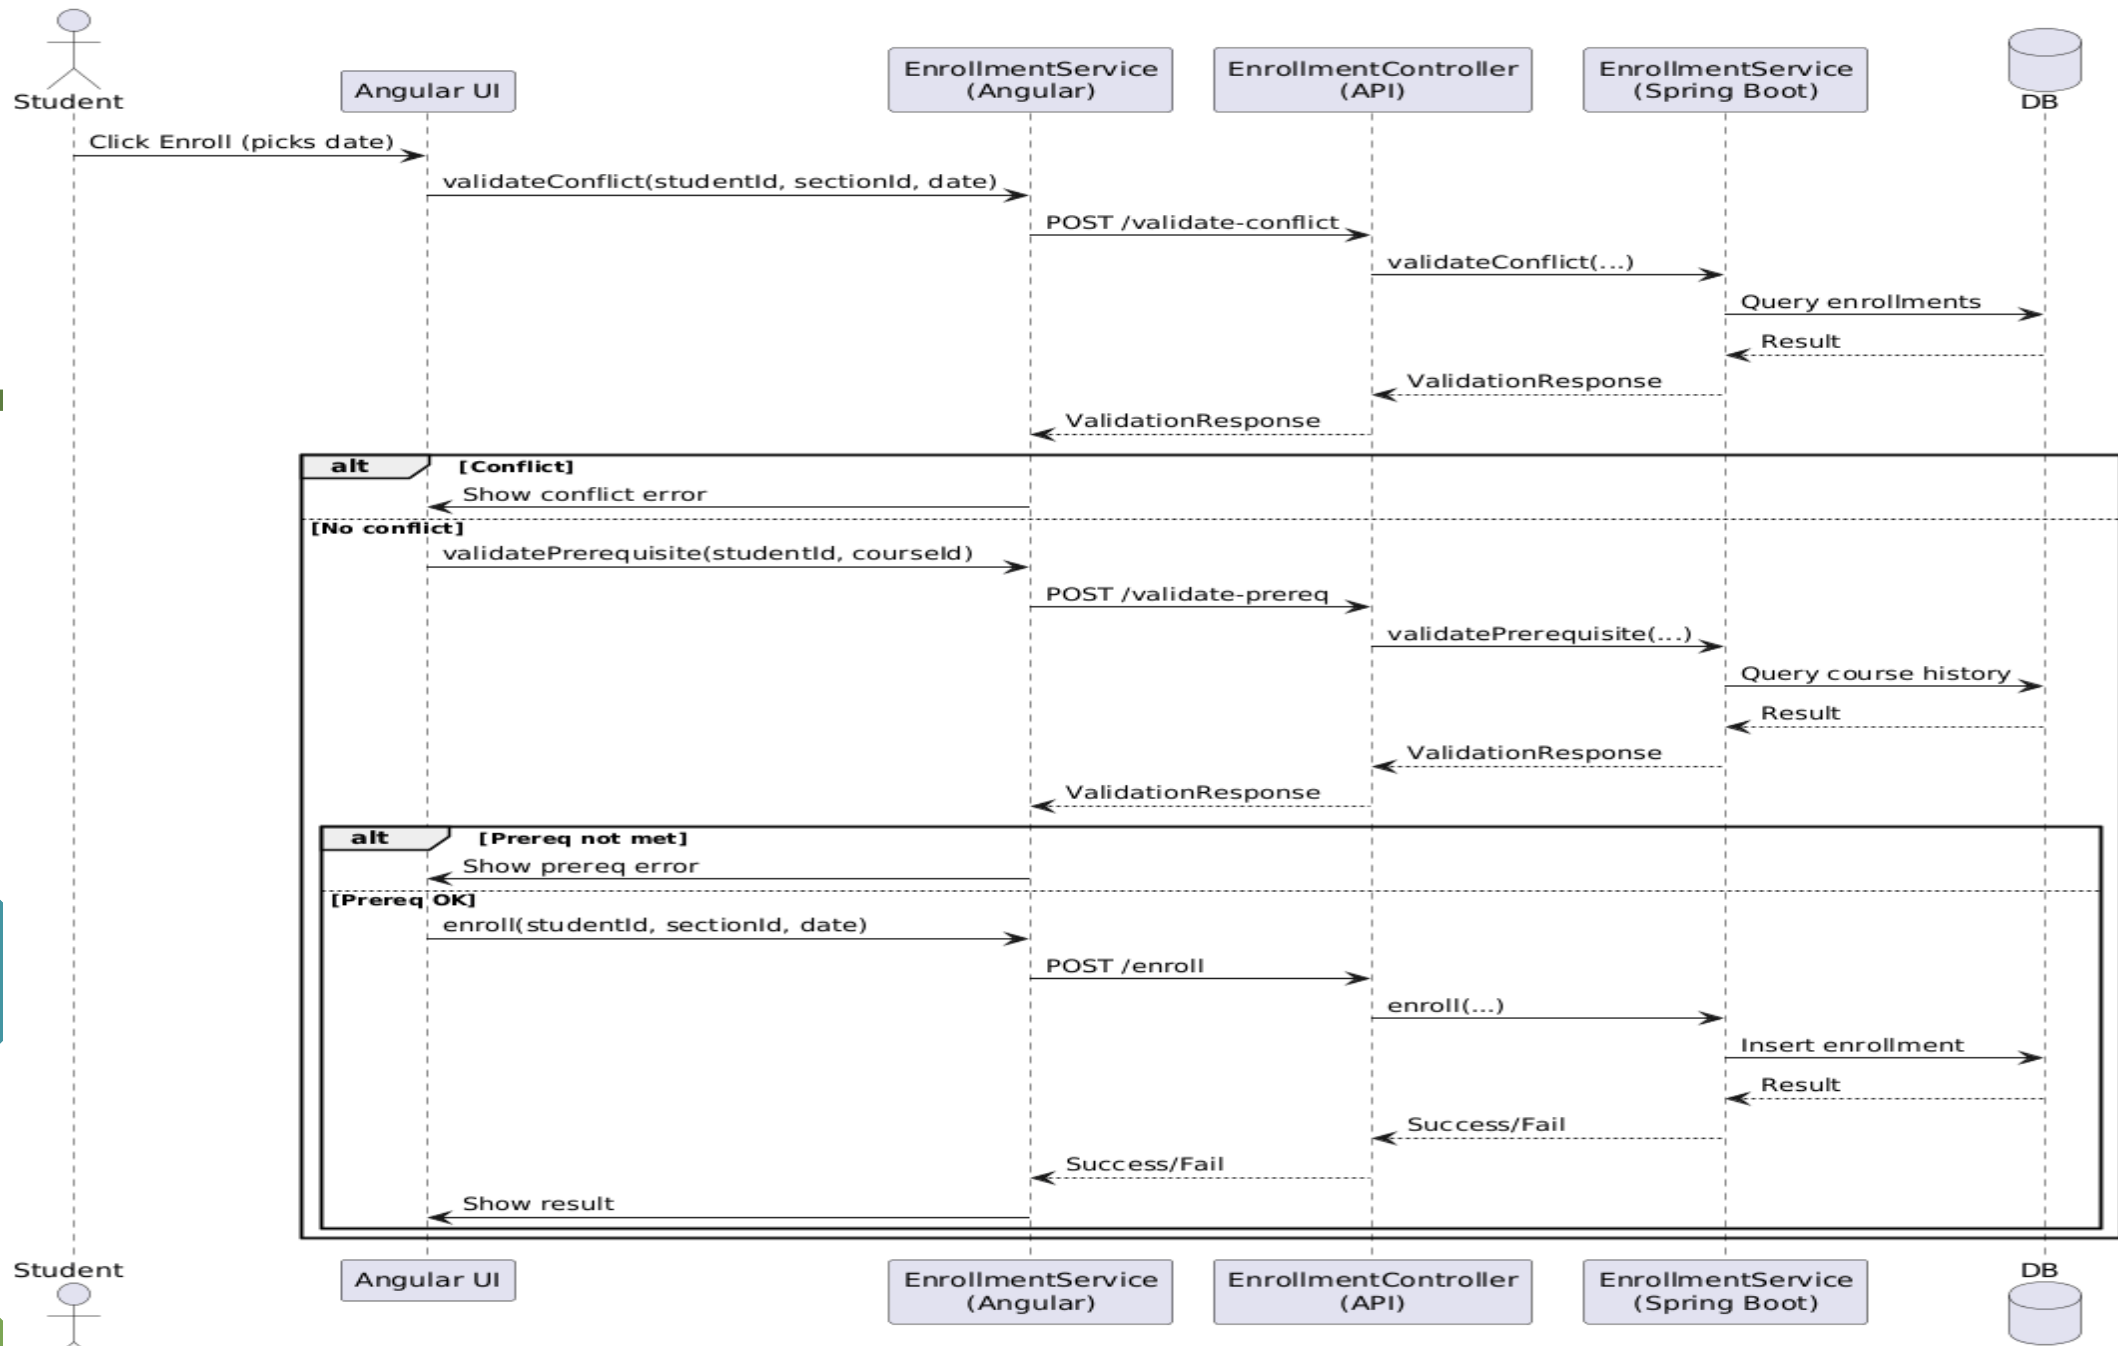 Student
Angular UI
EnrollmentService
(Angular)
EnrollmentController
(API)
EnrollmentService
(Spring Boot)
DB
Click Enroll (picks date)
validateConflict(studentId, sectionId, date)
POST /validate-conflict
validateConflict(...)
Query enrollments
Result
ValidationResponse
ValidationResponse
alt
[Conflict]
Show conflict error
[No conflict]
validatePrerequisite(studentId, courseId)
POST /validate-prereq
validatePrerequisite(...)
Query course history
Result
ValidationResponse
ValidationResponse
alt
[Prereq not met]
Show prereq error
[Prereq OK]
enroll(studentId, sectionId, date)
POST /enroll
enroll(...)
Insert enrollment
Result
Success/Fail
Success/Fail
Show result
Student
Angular UI
EnrollmentService
(Angular)
EnrollmentController
(API)
EnrollmentService
(Spring Boot)
DB